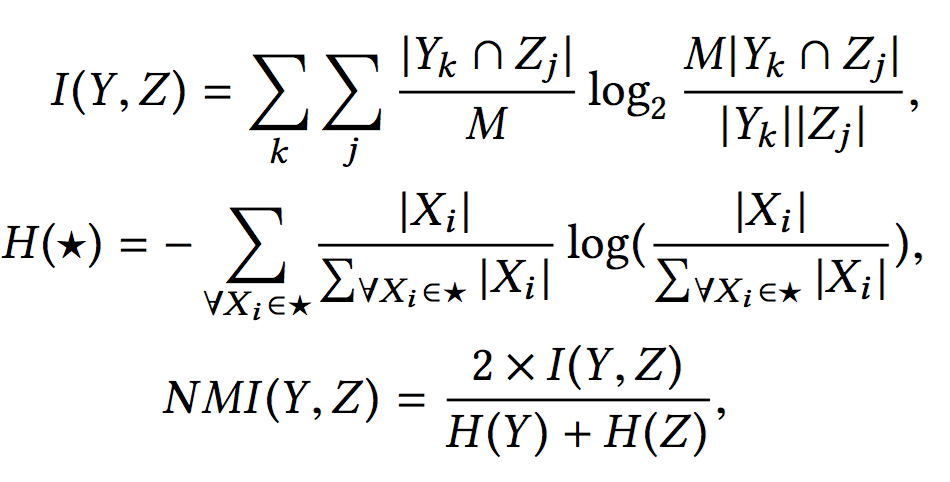 I(Y, Z) = \sum_{k} \sum_{j} \frac{|Y_k \cap Z_j|}{M} \log_2 \frac{M|Y_k \cap Z_j|}{|Y_k||Z_j|},
H(\star) = - \sum_{\forall X_i \in \star} \frac{|X_i|}{\sum_{\forall X_i \in \star} |X_i|} \log(\frac{|X_i|}{\sum_{\forall X_i \in \star} |X_i|}),
NMI(Y, Z) = \frac{2 \times I(Y, Z)}{H(Y) + H(Z)},